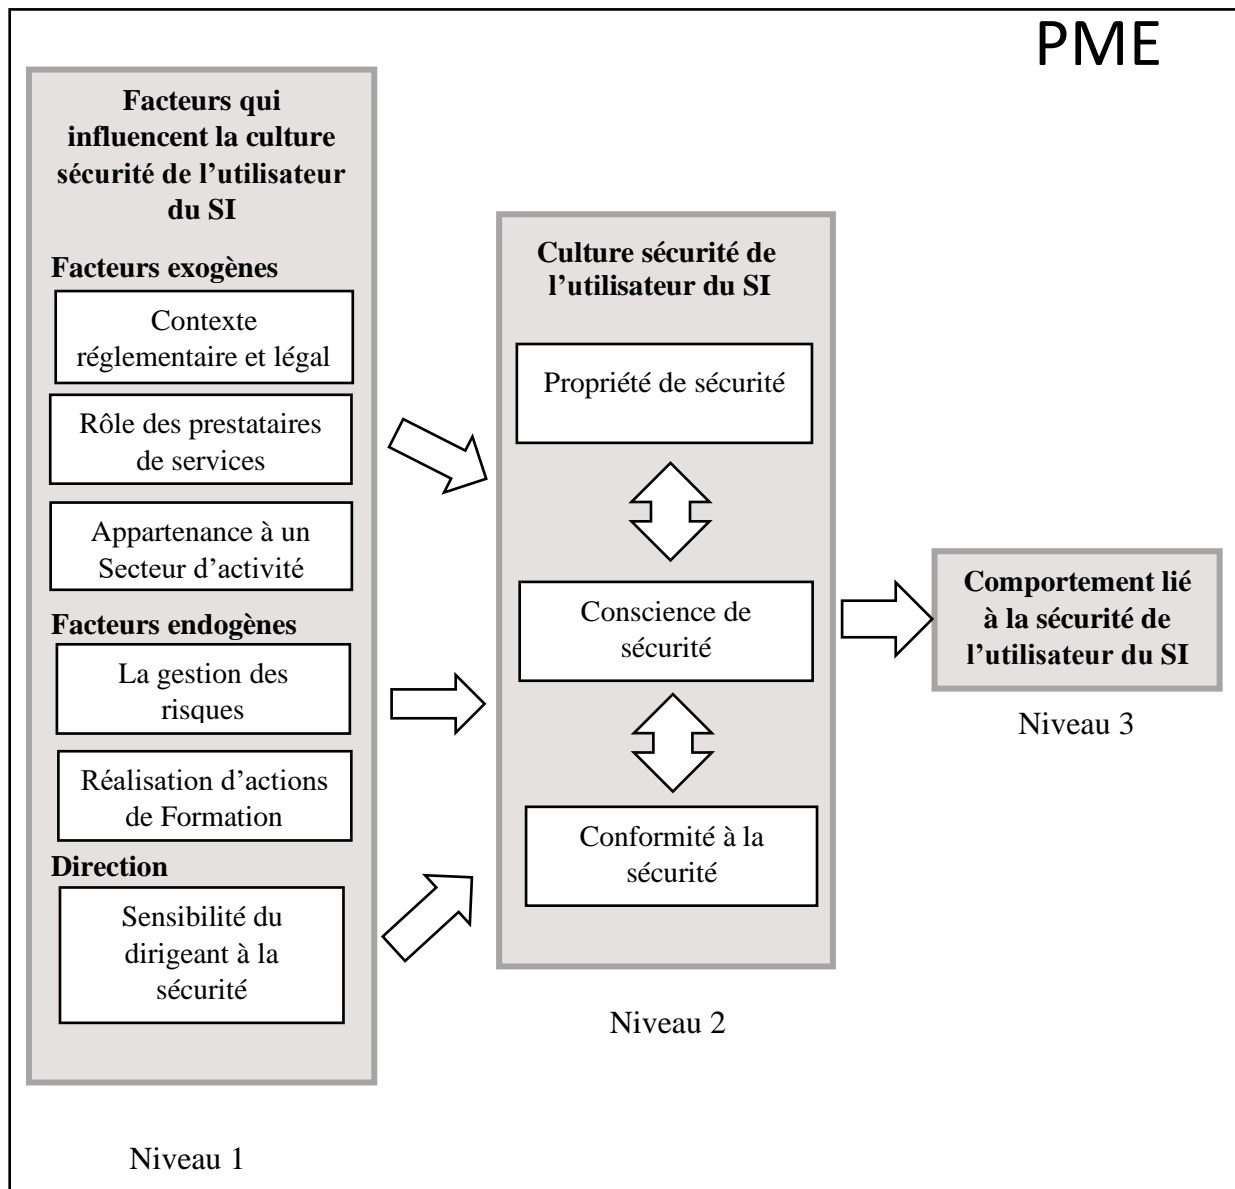 PME
Facteurs qui
influencent la culture
sécurité de l’utilisateur
du SI
Facteurs exogènes
Contexte
réglementaire et légal
Rôle des prestataires
de services
Appartenance à un
Secteur d’activité
Facteurs endogènes
La gestion des
risques
Réalisation d’actions
de Formation
Direction
Sensibilité du
dirigeant à la
sécurité
Niveau 1
Culture sécurité de
l’utilisateur du SI
Propriété de sécurité
Conscience de
sécurité
Conformité à la
sécurité
Niveau 2
Comportement lié
à la sécurité de
l’utilisateur du SI
Niveau 3